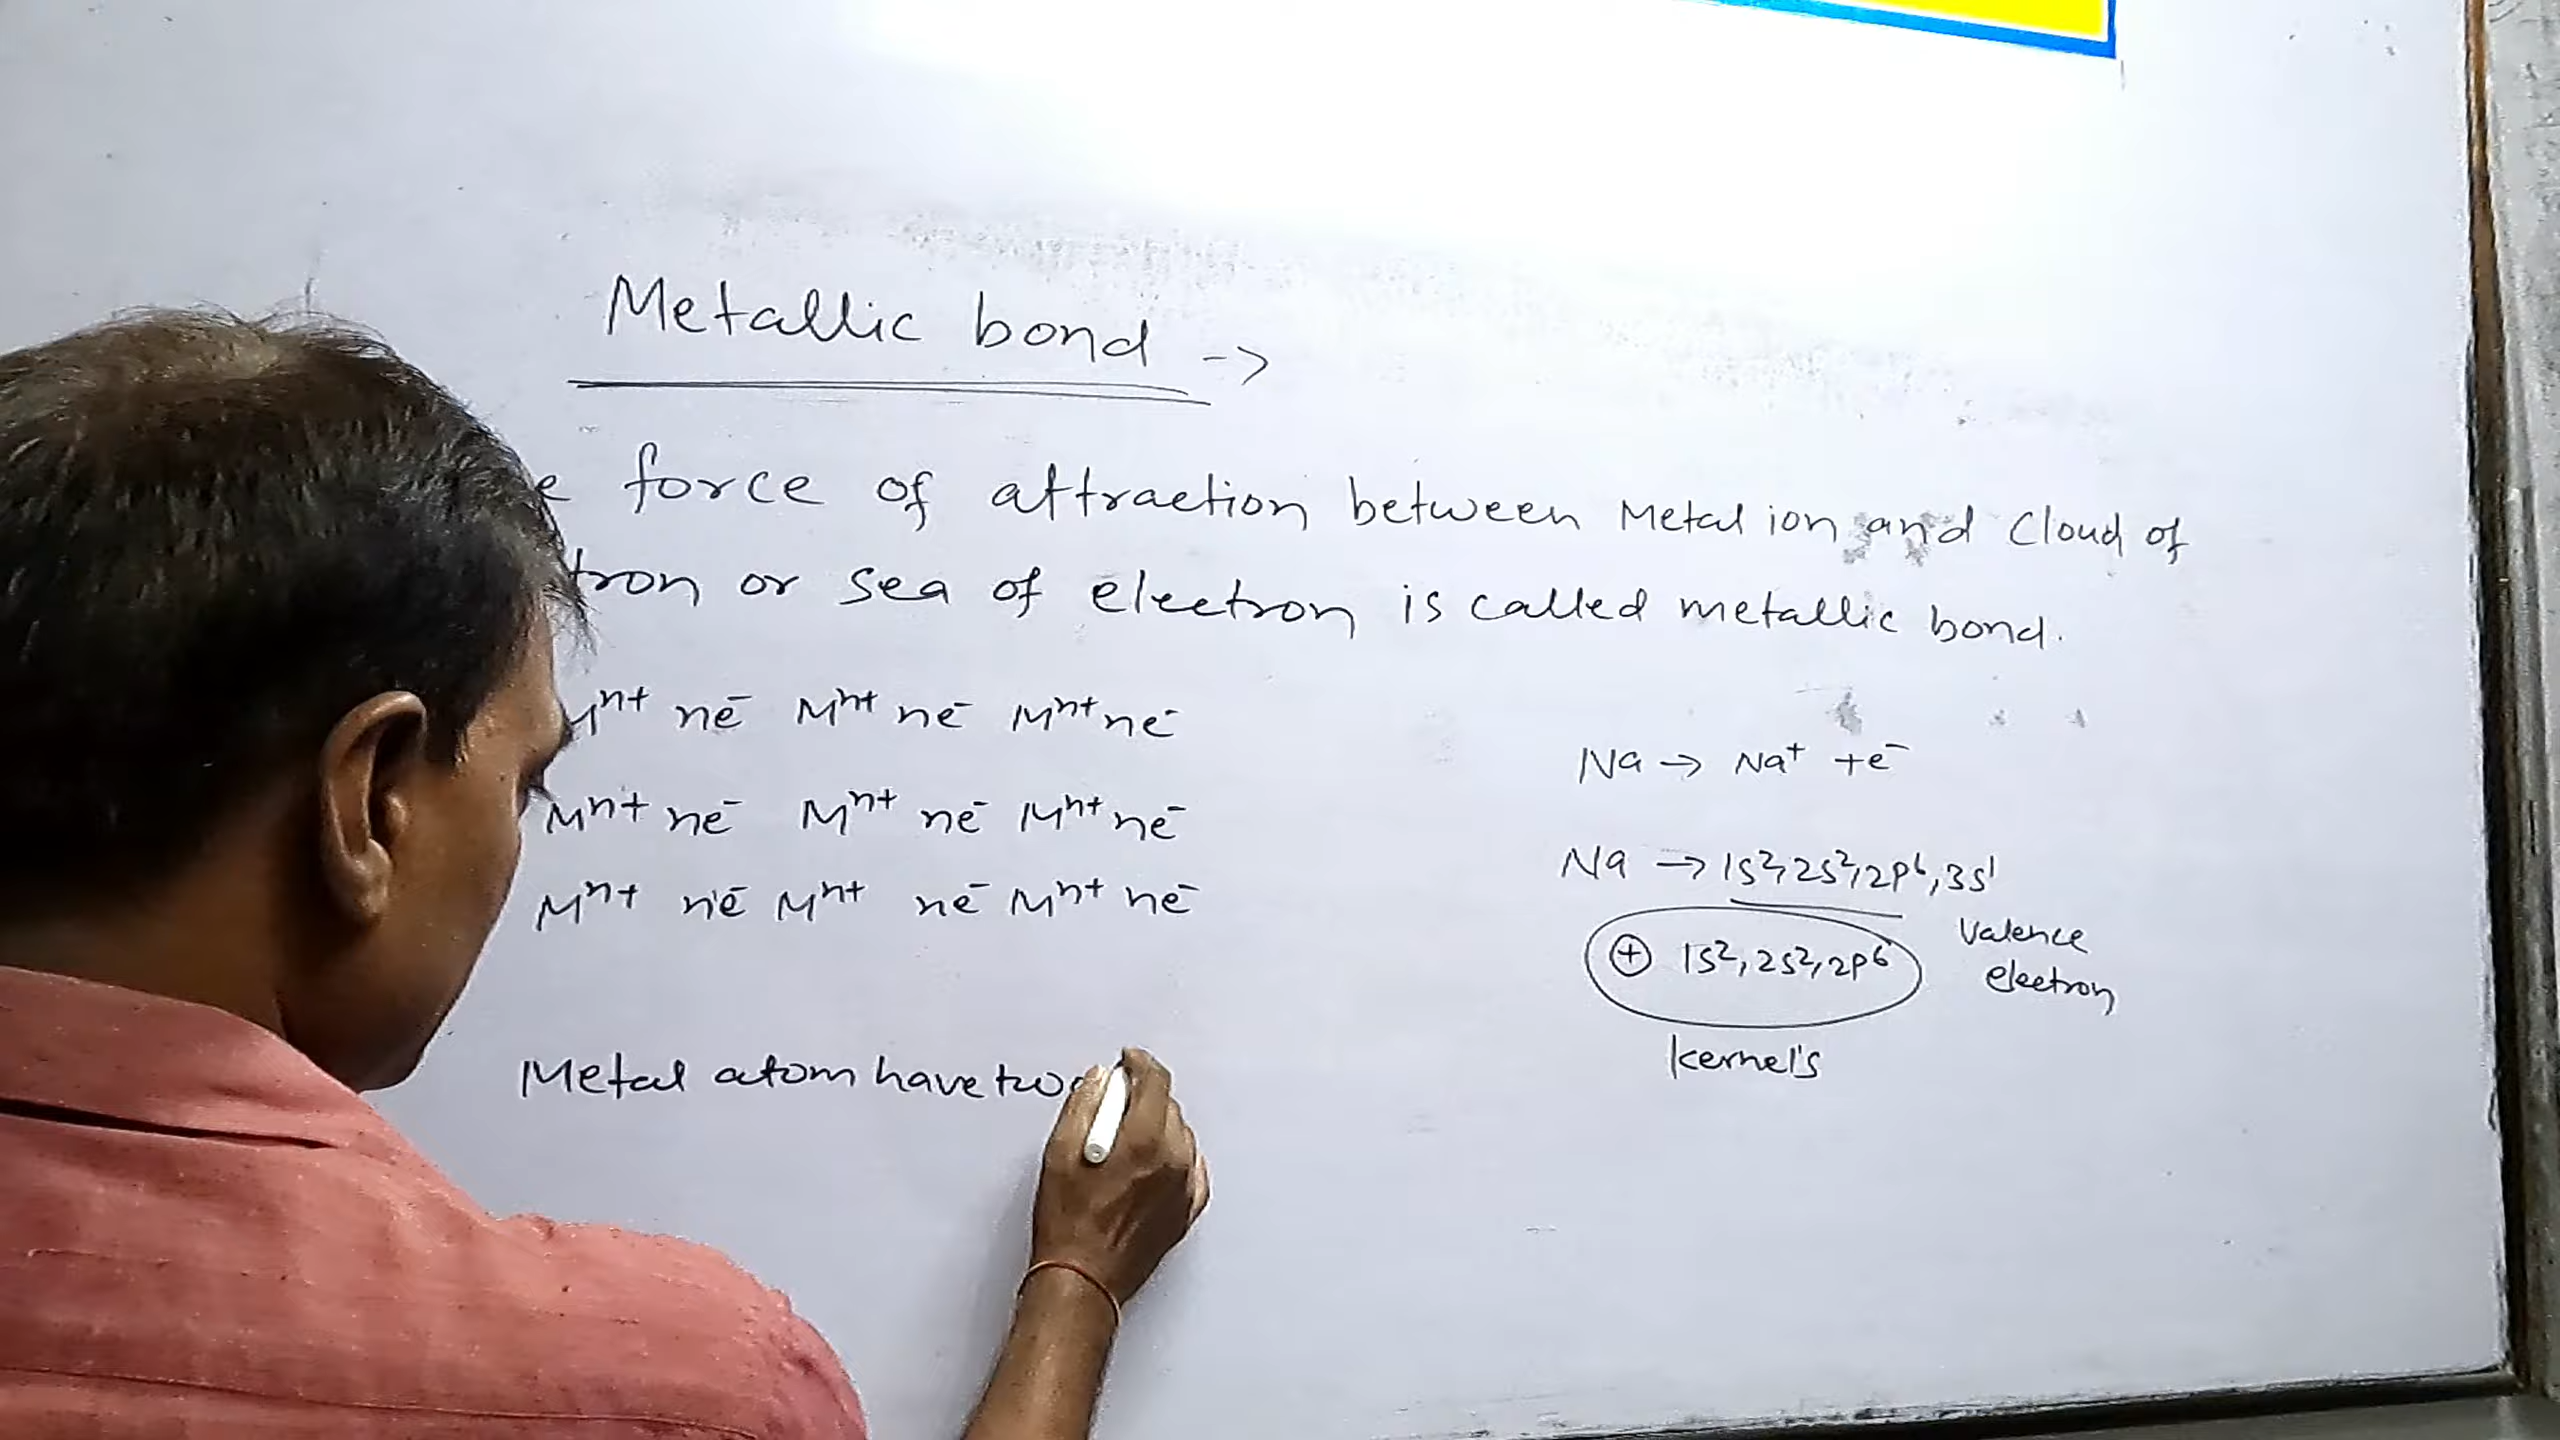 Metallic bond ->
e force of attraction between Metal ion and Cloud of
tron or sea of electron is called metallic bond.
Mⁿ⁺ ne⁻ Mⁿ⁺ ne⁻ Mⁿ⁺ ne⁻
Mⁿ⁺ ne⁻ Mⁿ⁺ ne⁻ Mⁿ⁺ ne⁻
Mⁿ⁺ ne⁻ Mⁿ⁺ ne⁻ Mⁿ⁺ ne⁻
Metal atom have two
Na → Na⁺ + e⁻
Na → 1s², 2s², 2p⁶, 3s¹
Valence
electron
⊕ 1s², 2s², 2p⁶
kernel's